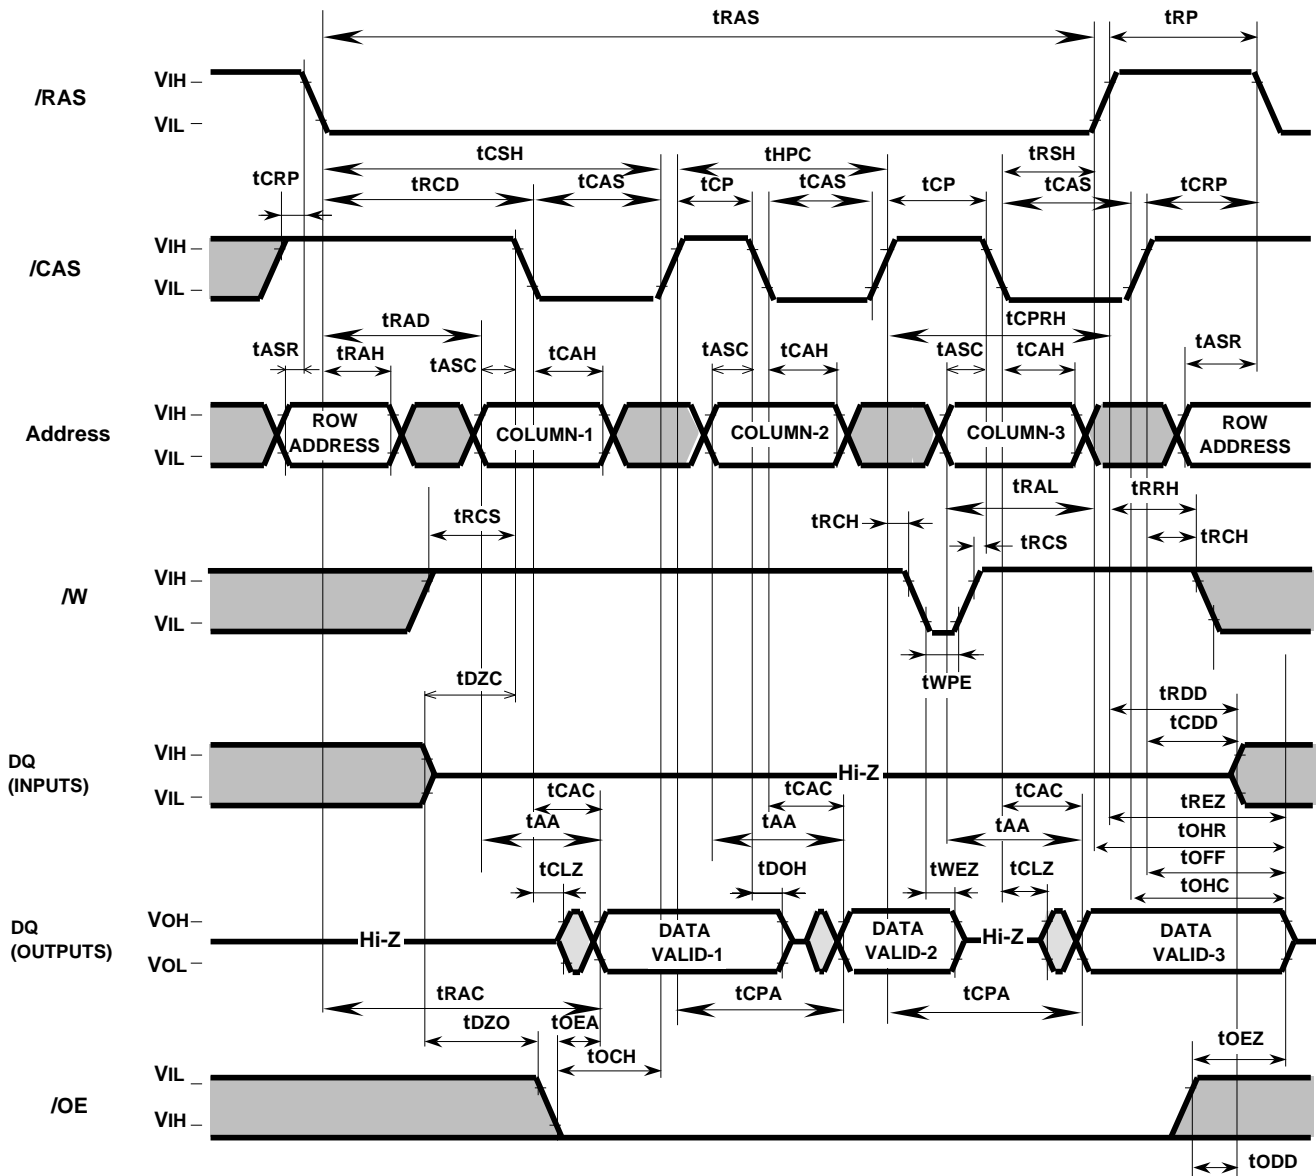 tRAS
tRP
/RAS
VIH
VIL
tCSH
tHPC
tRSH
tCRP
tRCD
tCAS
tCP
tCAS
tCP
tCAS
tCRP
/CAS
VIH
VIL
tRAD
tCPRH
tASR
tRAH
tASC
tCAH
tASC
tCAH
tASC
tCAH
tASR
Address
VIH
VIL
ROW
ADDRESS
COLUMN-1
COLUMN-2
COLUMN-3
ROW
ADDRESS
tRAL
tRRH
tRCS
tRCH
tRCS
tRCH
/W
VIH
VIL
tWPE
tDZC
tRDD
tCDD
DQ
(INPUTS)
VIH
VIL
Hi-Z
tCAC
tCAC
tCAC
tREZ
tAA
tAA
tAA
tOHR
tCLZ
tDOH
tWEZ
tCLZ
tOFF
tOHC
DQ
(OUTPUTS)
VOH
VOL
Hi-Z
DATA
VALID-1
DATA
VALID-2
Hi-Z
DATA
VALID-3
tRAC
tCPA
tCPA
tDZO
tOEA
tOCH
tOEZ
/OE
VIL
VIH
tODD